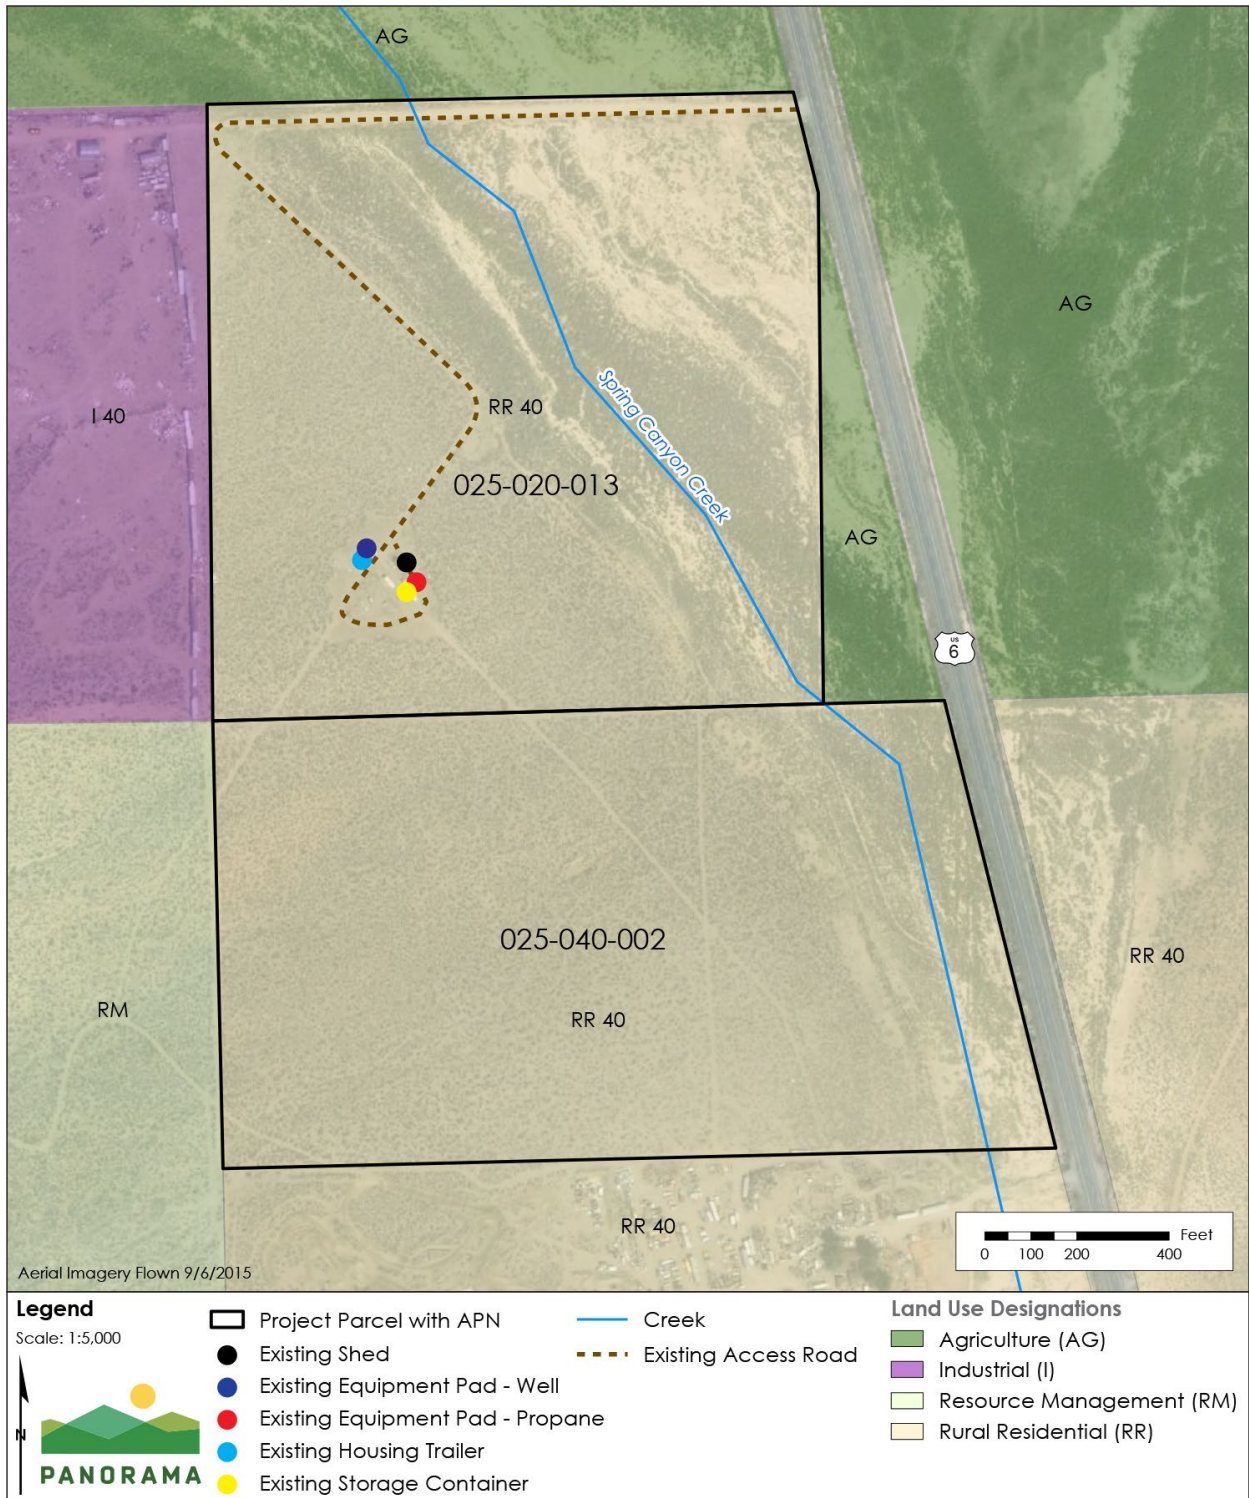 AG
AG
I 40
RR 40
Spring Canyon Creek
025-020-013
AG
US
6
025-040-002
RR 40
RR 40
RM
RR 40
Feet
0 100 200 400
Aerial Imagery Flown 9/6/2015
Legend
Scale: 1:5,000
N
PANORAMA
Project Parcel with APN
Existing Shed
Existing Equipment Pad - Well
Existing Equipment Pad - Propane
Existing Housing Trailer
Existing Storage Container
Creek
Existing Access Road
Land Use Designations
Agriculture (AG)
Industrial (I)
Resource Management (RM)
Rural Residential (RR)